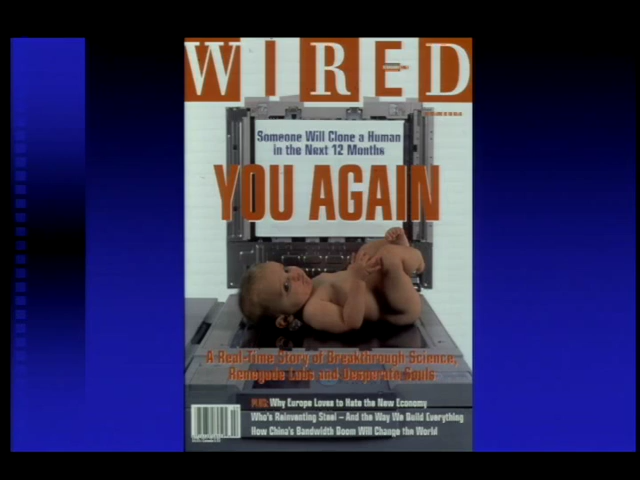 WIRED
Someone Will Clone a Human
in the Next 12 Months
YOU AGAIN
A Real-Time Story of Breakthrough Science,
Renegade Labs and Desperate Souls
PLUS: Why Europe Loves to Hate the New Economy
Who's Reinventing Steel – And the Way We Build Everything
How China's Bandwidth Boom Will Change the World